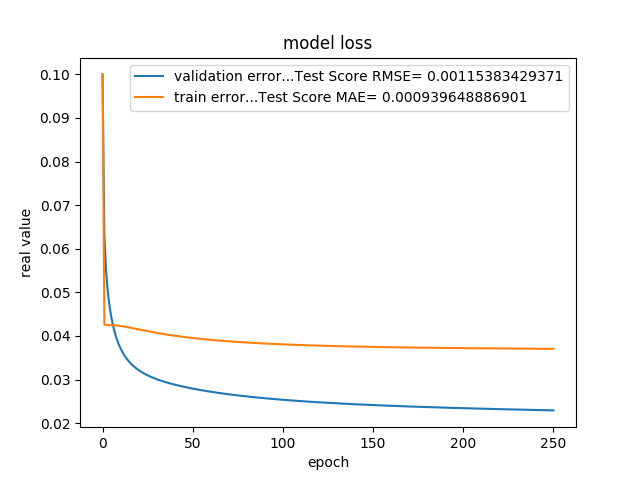 model loss
validation error...Test Score RMSE= 0.00115383429371
train error...Test Score MAE= 0.000939648886901
0.10
0.09
0.08
0.07
0.06
0.05
0.04
0.03
0.02
real value
0 50 100 150 200 250
epoch